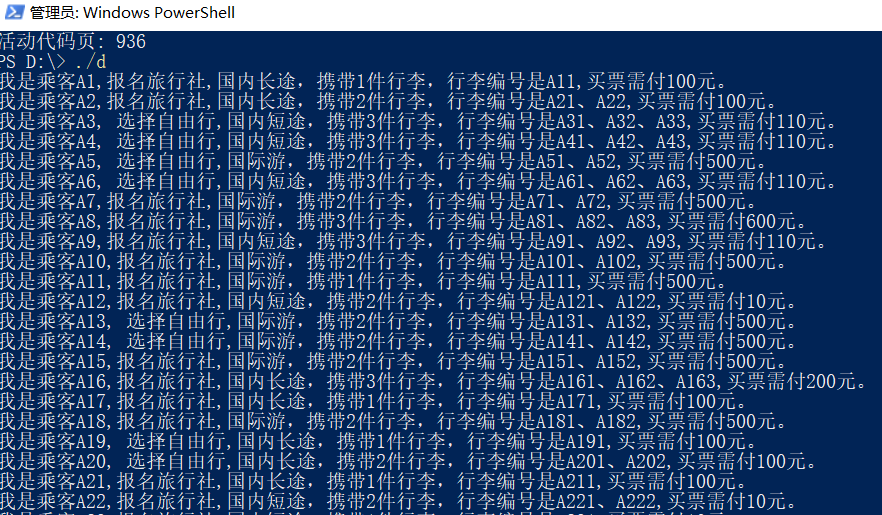 管理员: Windows PowerShell
活动代码页: 936
PS D:\> ./d
我是乘客A1,报名旅行社,国内长途，携带1件行李，行李编号是A11,买票需付100元。
我是乘客A2,报名旅行社,国内长途，携带2件行李，行李编号是A21、A22,买票需付100元。
我是乘客A3, 选择自由行,国内短途，携带3件行李，行李编号是A31、A32、A33,买票需付110元。
我是乘客A4, 选择自由行,国内短途，携带3件行李，行李编号是A41、A42、A43,买票需付110元。
我是乘客A5, 选择自由行,国际游，携带2件行李，行李编号是A51、A52,买票需付500元。
我是乘客A6, 选择自由行,国内短途，携带3件行李，行李编号是A61、A62、A63,买票需付110元。
我是乘客A7,报名旅行社,国际游，携带2件行李，行李编号是A71、A72,买票需付500元。
我是乘客A8,报名旅行社,国际游，携带3件行李，行李编号是A81、A82、A83,买票需付600元。
我是乘客A9,报名旅行社,国内短途，携带3件行李，行李编号是A91、A92、A93,买票需付110元。
我是乘客A10,报名旅行社,国际游，携带2件行李，行李编号是A101、A102,买票需付500元。
我是乘客A11,报名旅行社,国际游，携带1件行李，行李编号是A111,买票需付500元。
我是乘客A12,报名旅行社,国内短途，携带2件行李，行李编号是A121、A122,买票需付10元。
我是乘客A13, 选择自由行,国际游，携带2件行李，行李编号是A131、A132,买票需付500元。
我是乘客A14, 选择自由行,国际游，携带2件行李，行李编号是A141、A142,买票需付500元。
我是乘客A15,报名旅行社,国际游，携带2件行李，行李编号是A151、A152,买票需付500元。
我是乘客A16,报名旅行社,国内长途，携带3件行李，行李编号是A161、A162、A163,买票需付200元。
我是乘客A17,报名旅行社,国内长途，携带1件行李，行李编号是A171,买票需付100元。
我是乘客A18,报名旅行社,国际游，携带2件行李，行李编号是A181、A182,买票需付500元。
我是乘客A19, 选择自由行,国内长途，携带1件行李，行李编号是A191,买票需付100元。
我是乘客A20, 选择自由行,国内长途，携带2件行李，行李编号是A201、A202,买票需付100元。
我是乘客A21,报名旅行社,国内长途，携带1件行李，行李编号是A211,买票需付100元。
我是乘客A22,报名旅行社,国内短途，携带2件行李，行李编号是A221、A222,买票需付10元。